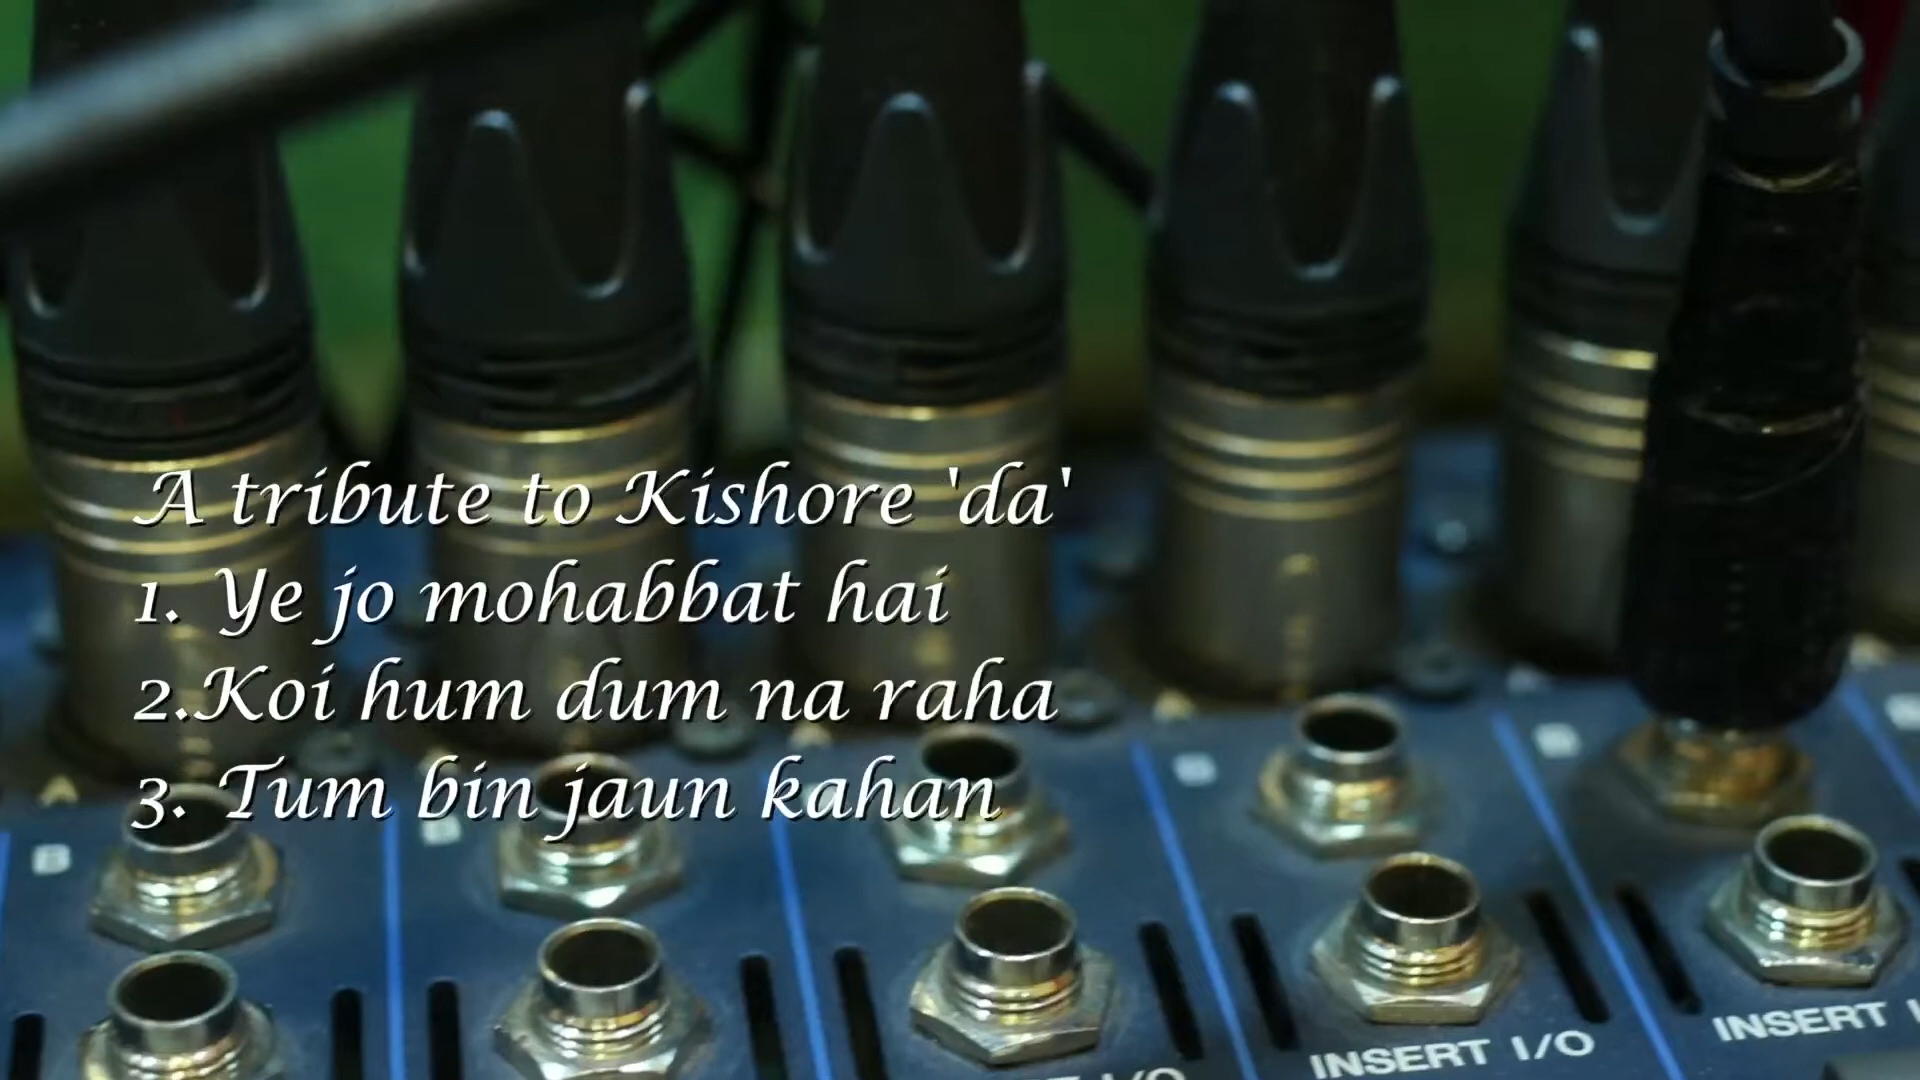 A tribute to Kishore 'da'
1. Ye jo mohabbat hai
2.Koi hum dum na raha
3. Tum bin jaun kahan
A
B
B
B
B
INSERT I/O
INSERT I
I/O